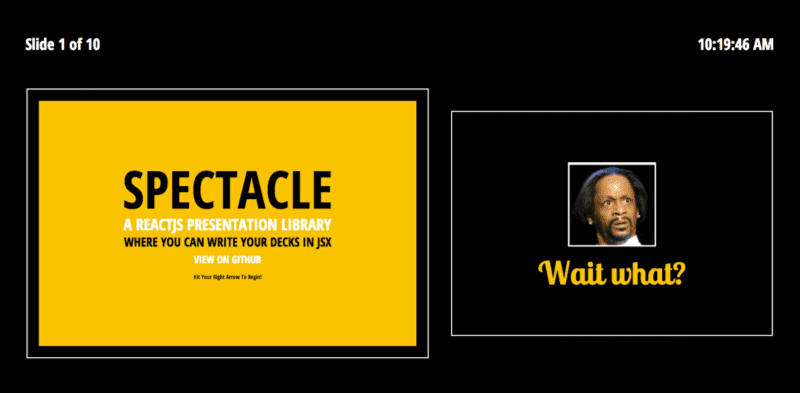 Slide 1 of 10
10:19:46 AM
SPECTACLE
A REACTJS PRESENTATION LIBRARY
WHERE YOU CAN WRITE YOUR DECKS IN JSX
VIEW ON GITHUB
Hit Your Right Arrow To Begin!
Wait what?